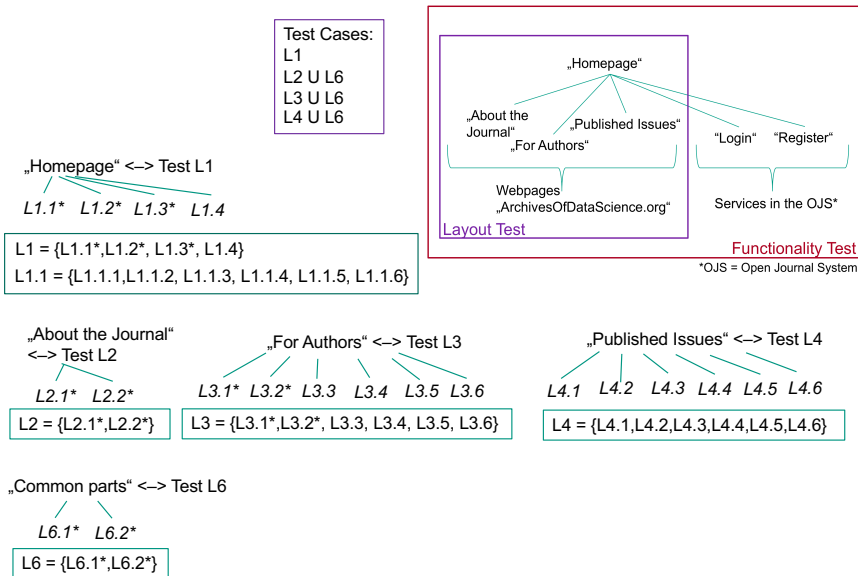 Test Cases:
L1
L2 U L6
L3 U L6
L4 U L6
„Homepage“
„About the
Journal“
„For Authors“
„Published Issues“
“Login“
“Register“
Webpages
„ArchivesOfDataScience.org“
Services in the OJS*
Layout Test
Functionality Test
*OJS = Open Journal System
„Homepage“ <–> Test L1
L1.1* L1.2* L1.3* L1.4
L1 = {L1.1*,L1.2*, L1.3*, L1.4}
L1.1 = {L1.1.1,L1.1.2, L1.1.3, L1.1.4, L1.1.5, L1.1.6}
„About the Journal“
<–> Test L2
L2.1* L2.2*
L2 = {L2.1*,L2.2*}
„For Authors“ <–> Test L3
L3.1* L3.2* L3.3 L3.4 L3.5 L3.6
L3 = {L3.1*,L3.2*, L3.3, L3.4, L3.5, L3.6}
„Published Issues“ <–> Test L4
L4.1 L4.2 L4.3 L4.4 L4.5 L4.6
L4 = {L4.1,L4.2,L4.3,L4.4,L4.5,L4.6}
„Common parts“ <–> Test L6
L6.1* L6.2*
L6 = {L6.1*,L6.2*}